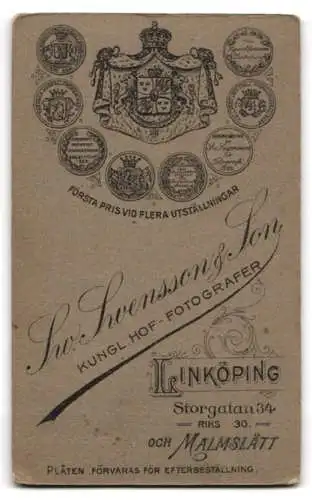 FÖRSTA PRIS VID FLERA UTSTÄLLNINGAR
Sw. Swensson & Son
KUNGL. HOF-FOTOGRAFER
LINKÖPING
Storgatan 34
RIKS 30.
OCH MALMSLÄTT
PLÅTEN FÖRVARAS FÖR EFTERBESTÄLLNING.